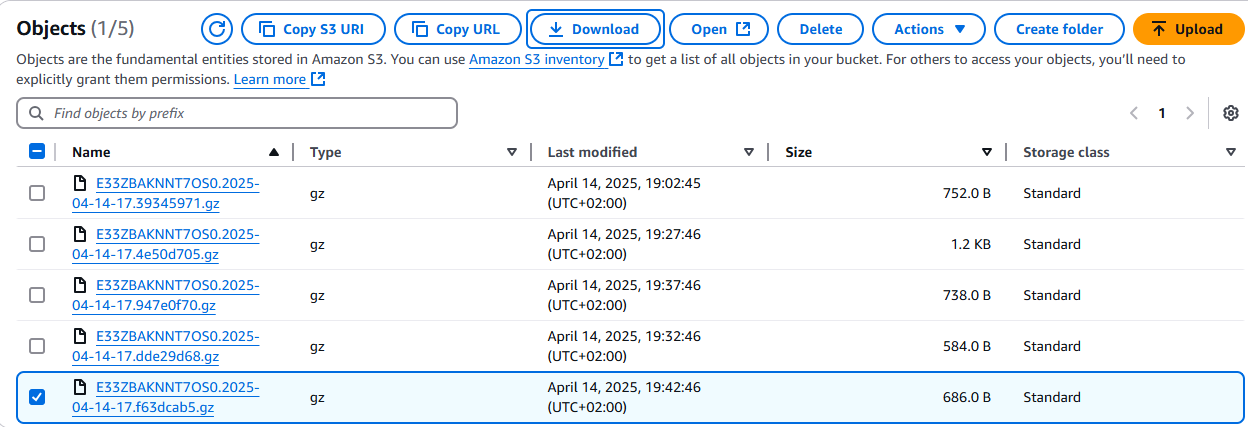 Objects (1/5)
Copy S3 URI
Copy URL
Download
Open
Delete
Actions
Create folder
Upload
Objects are the fundamental entities stored in Amazon S3. You can use Amazon S3 inventory to get a list of all objects in your bucket. For others to access your objects, you'll need to
explicitly grant them permissions. Learn more
Find objects by prefix
1
Name Type Last modified Size Storage class
E33ZBAKNNT7OS0.2025-
04-14-17.39345971.gz
gz
April 14, 2025, 19:02:45
(UTC+02:00)
752.0 B
Standard
E33ZBAKNNT7OS0.2025-
04-14-17.4e50d705.gz
gz
April 14, 2025, 19:27:46
(UTC+02:00)
1.2 KB
Standard
E33ZBAKNNT7OS0.2025-
04-14-17.947e0f70.gz
gz
April 14, 2025, 19:37:46
(UTC+02:00)
738.0 B
Standard
E33ZBAKNNT7OS0.2025-
04-14-17.dde29d68.gz
gz
April 14, 2025, 19:32:46
(UTC+02:00)
584.0 B
Standard
E33ZBAKNNT7OS0.2025-
04-14-17.f63dcab5.gz
gz
April 14, 2025, 19:42:46
(UTC+02:00)
686.0 B
Standard